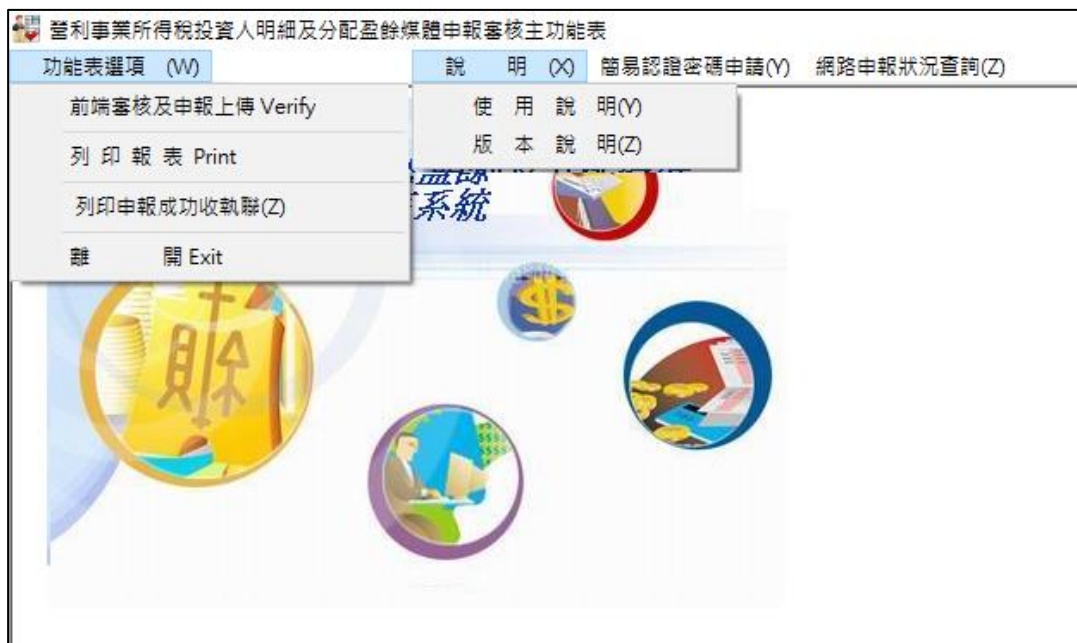 營利事業所得稅投資人明細及分配盈餘媒體申報審核主功能表
功能表選項 (W) 說 明 (X) 簡易認證密碼申請(Y) 網路申報狀況查詢(Z)
前端審核及申報上傳 Verify
列 印 報 表 Print
列印申報成功收執聯(Z)
離 開 Exit
使 用 說 明(Y)
版 本 說 明(Z)
系統